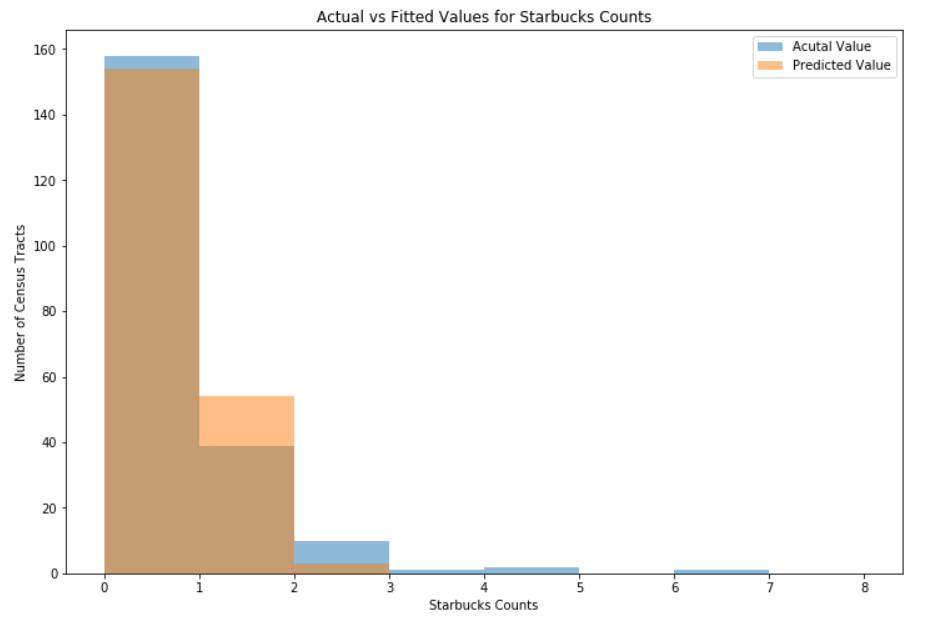 Actual vs Fitted Values for Starbucks Counts
Acutal Value
Predicted Value
160
140
120
100
80
60
40
20
0
Number of Census Tracts
0 1 2 3 4 5 6 7 8
Starbucks Counts